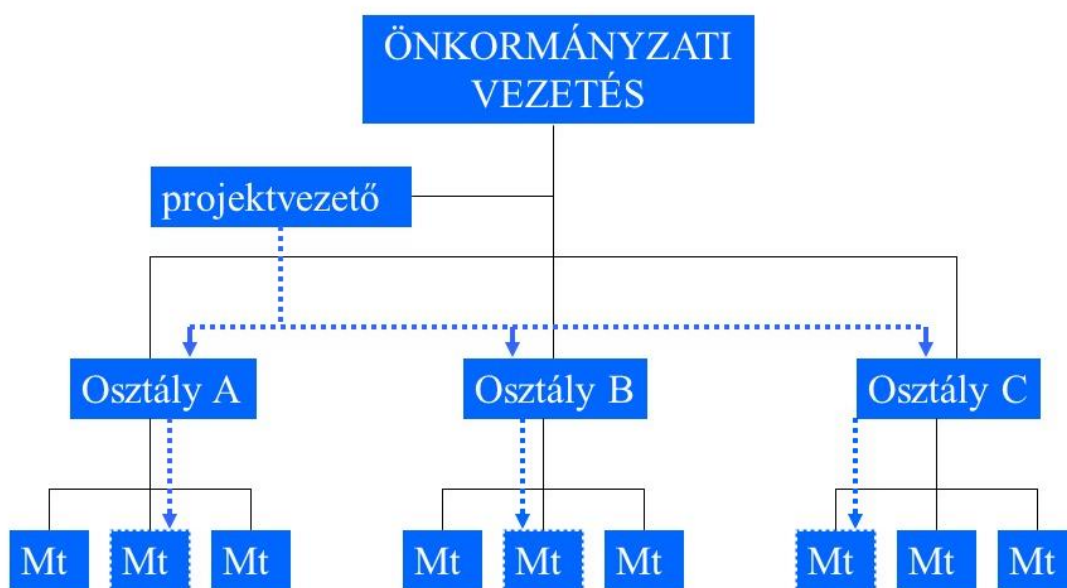 ÖNKORMÁNYZATI
VEZETÉS
projektvezető
Osztály A
Osztály B
Osztály C
Mt
Mt
Mt
Mt
Mt
Mt
Mt
Mt
Mt